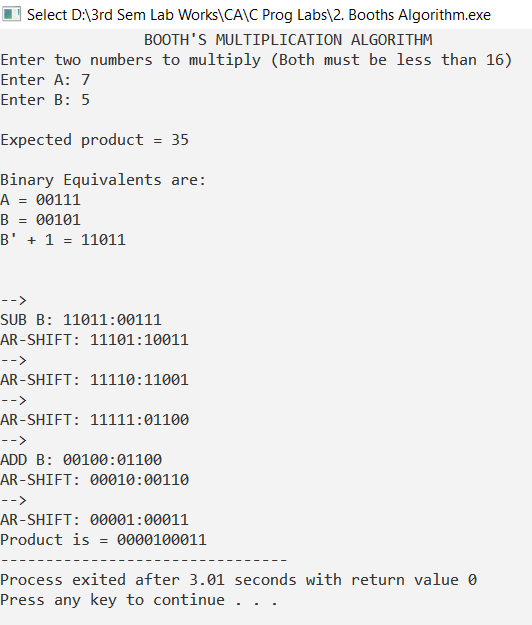 Select D:\3rd Sem Lab Works\CA\C Prog Labs\2. Booths Algorithm.exe
BOOTH'S MULTIPLICATION ALGORITHM
Enter two numbers to multiply (Both must be less than 16)
Enter A: 7
Enter B: 5
Expected product = 35
Binary Equivalents are:
A = 00111
B = 00101
B' + 1 = 11011
-->
SUB B: 11011:00111
AR-SHIFT: 11101:10011
-->
AR-SHIFT: 11110:11001
-->
AR-SHIFT: 11111:01100
-->
ADD B: 00100:01100
AR-SHIFT: 00010:00110
-->
AR-SHIFT: 00001:00011
Product is = 0000100011
--------------------------------
Process exited after 3.01 seconds with return value 0
Press any key to continue . . .